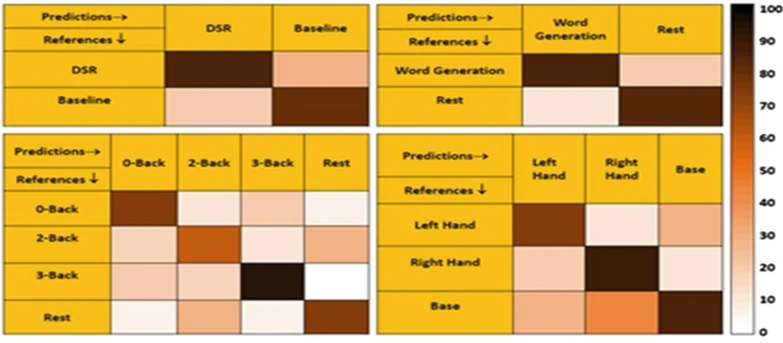 Predictions→ DSR Baseline
References ↓
DSR
Baseline
Predictions→ Word Generation Rest
References ↓
Word Generation
Rest
Predictions→ 0-Back 2-Back 3-Back Rest
References ↓
0-Back
2-Back
3-Back
Rest
Predictions→ Left Hand Right Hand Base
References ↓
Left Hand
Right Hand
Base
100
90
80
70
60
50
40
30
20
10
0